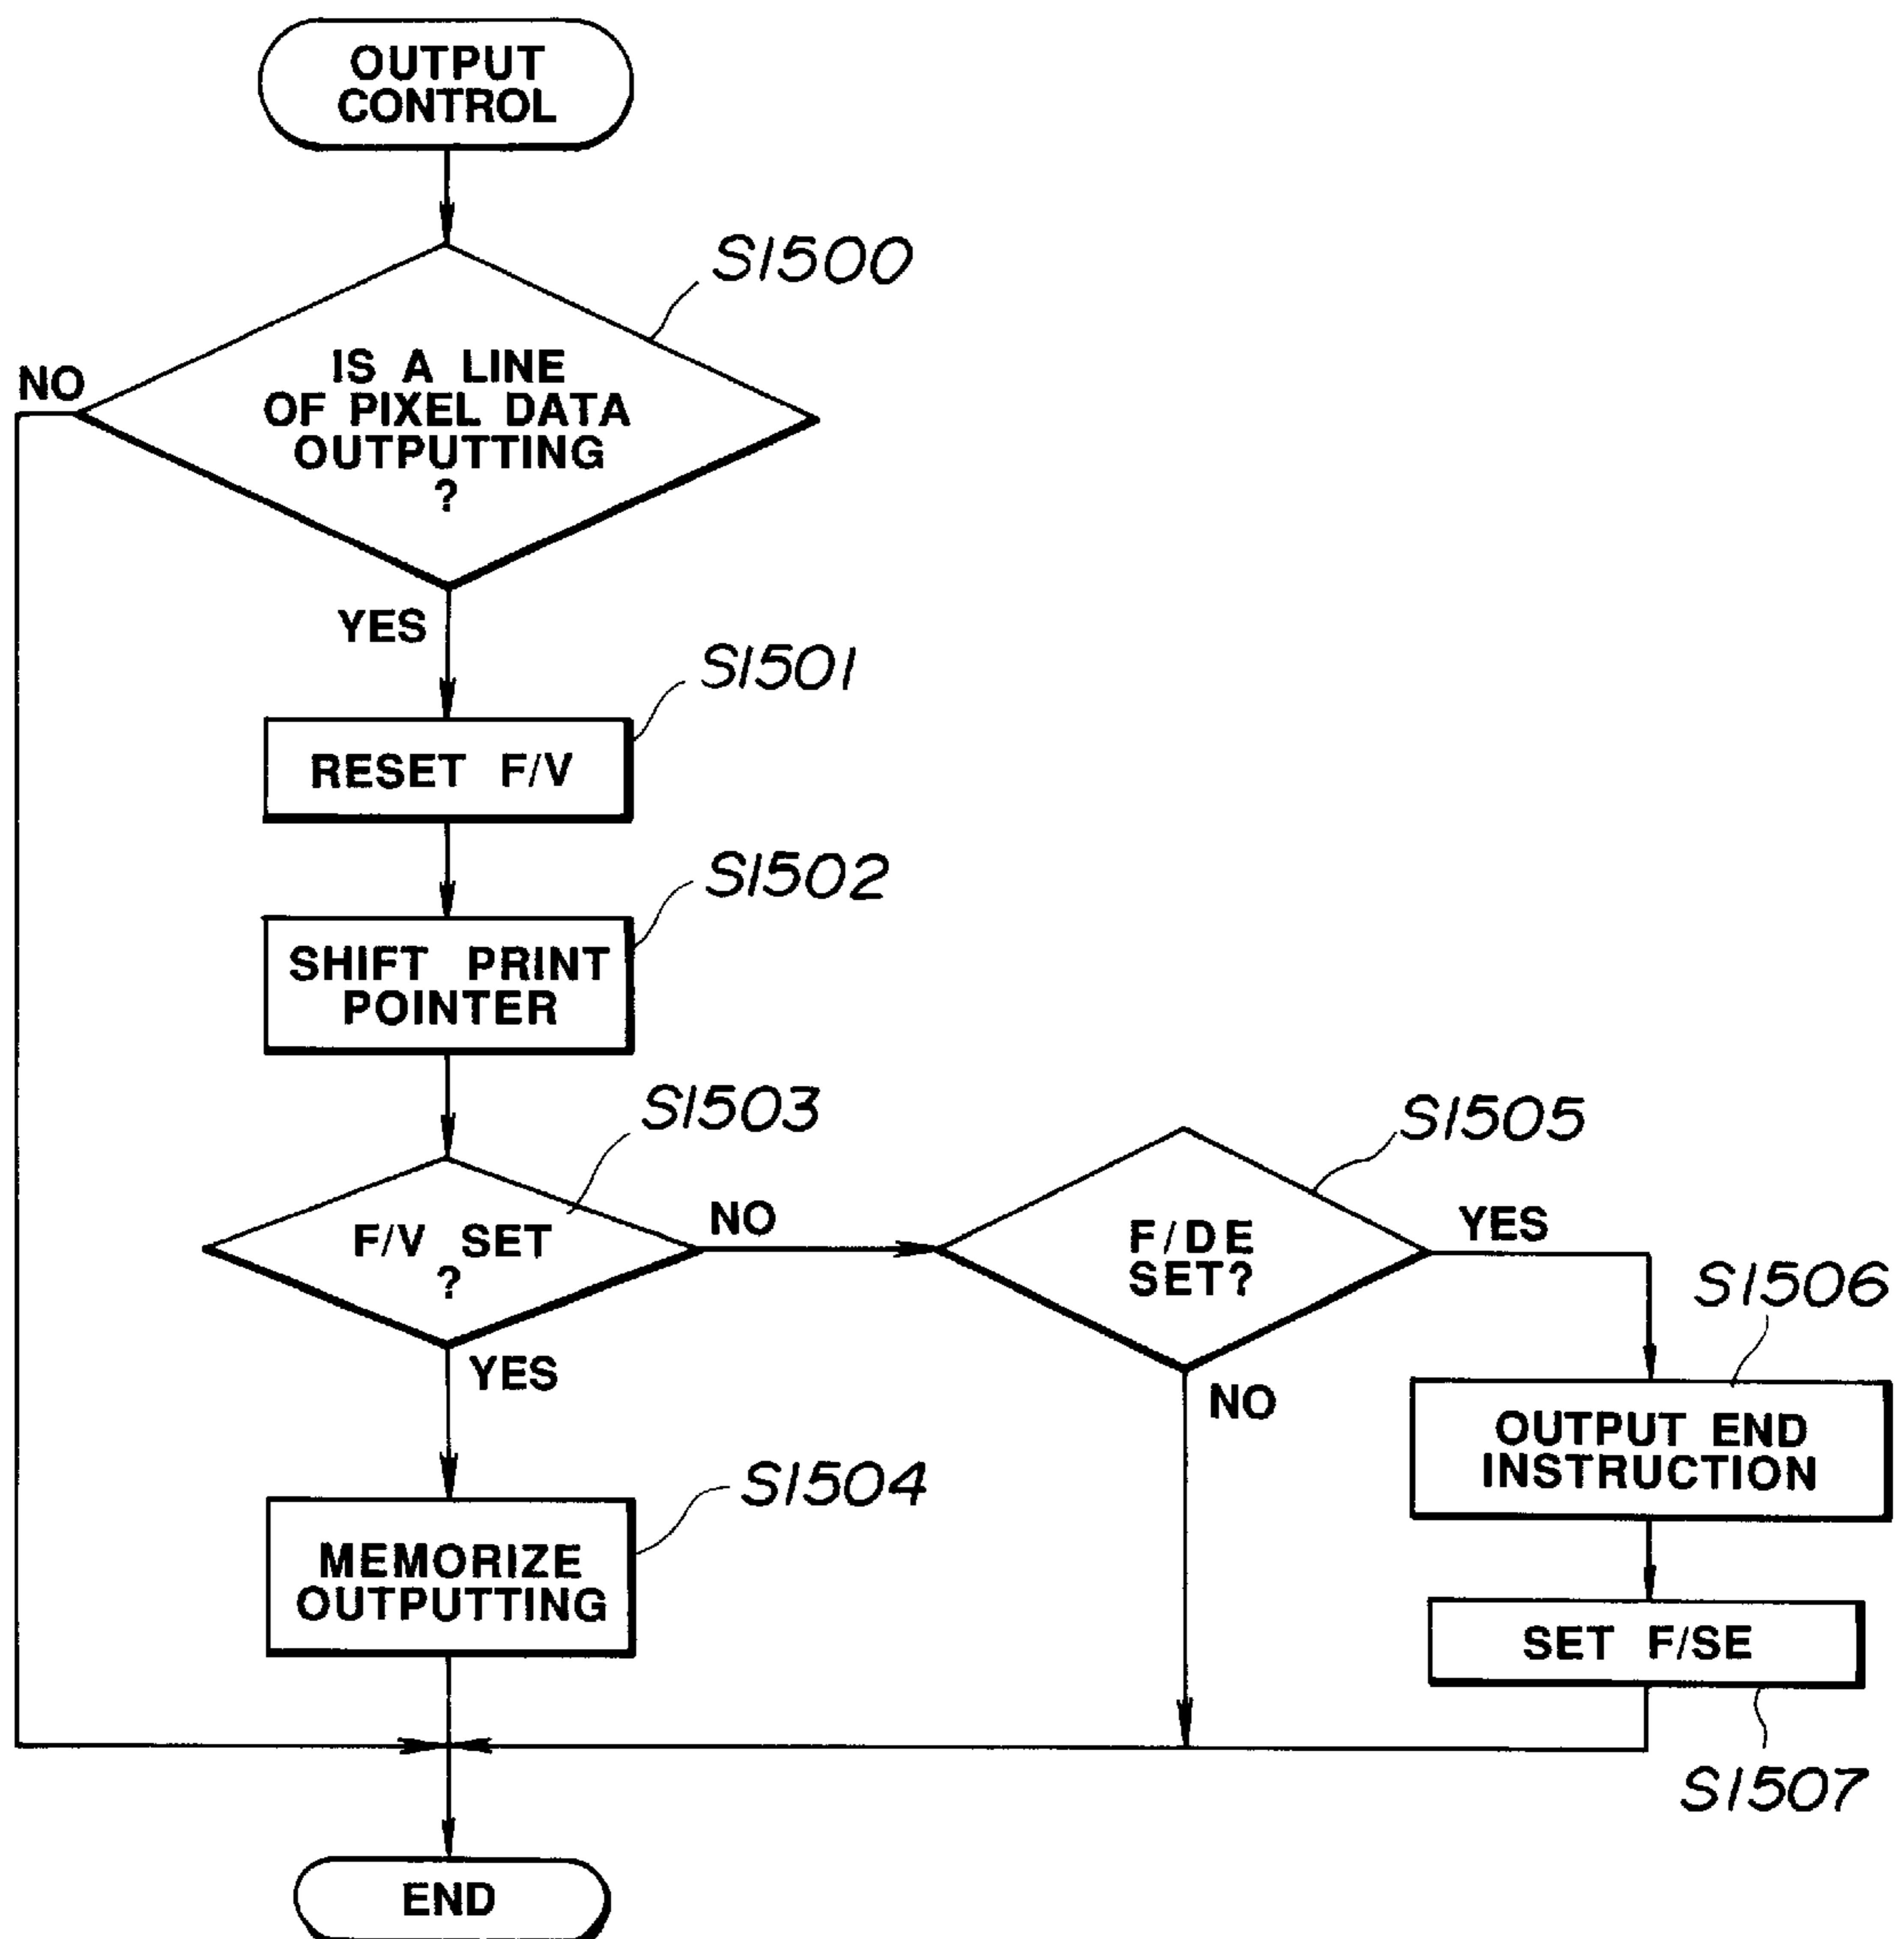 OUTPUT
CONTROL
S1500
IS A LINE
OF PIXEL DATA
OUTPUTTING
?
NO
YES
S1501
RESET F/V
S1502
SHIFT PRINT
POINTER
S1503
F/V SET
?
NO
YES
S1505
F/DE
SET?
YES
NO
S1506
OUTPUT END
INSTRUCTION
S1504
MEMORIZE
OUTPUTTING
SET F/SE
S1507
END